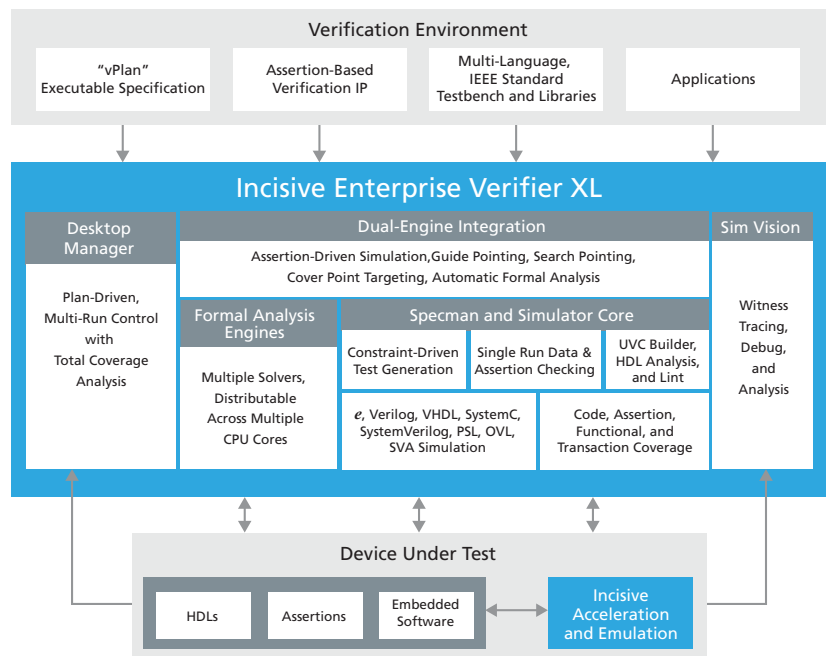 Verification Environment
“vPlan”
Executable Specification
Assertion-Based
Verification IP
Multi-Language,
IEEE Standard
Testbench and Libraries
Applications
Incisive Enterprise Verifier XL
Desktop
Manager
Plan-Driven,
Multi-Run Control
with
Total Coverage
Analysis
Dual-Engine Integration
Assertion-Driven Simulation,Guide Pointing, Search Pointing,
Cover Point Targeting, Automatic Formal Analysis
Formal Analysis
Engines
Multiple Solvers,
Distributable
Across Multiple
CPU Cores
Specman and Simulator Core
Constraint-Driven
Test Generation
Single Run Data &
Assertion Checking
UVC Builder,
HDL Analysis,
and Lint
e, Verilog, VHDL, SystemC,
SystemVerilog, PSL, OVL,
SVA Simulation
Code, Assertion,
Functional, and
Transaction Coverage
Sim Vision
Witness
Tracing,
Debug,
and
Analysis
Device Under Test
HDLs
Assertions
Embedded
Software
Incisive
Acceleration
and Emulation